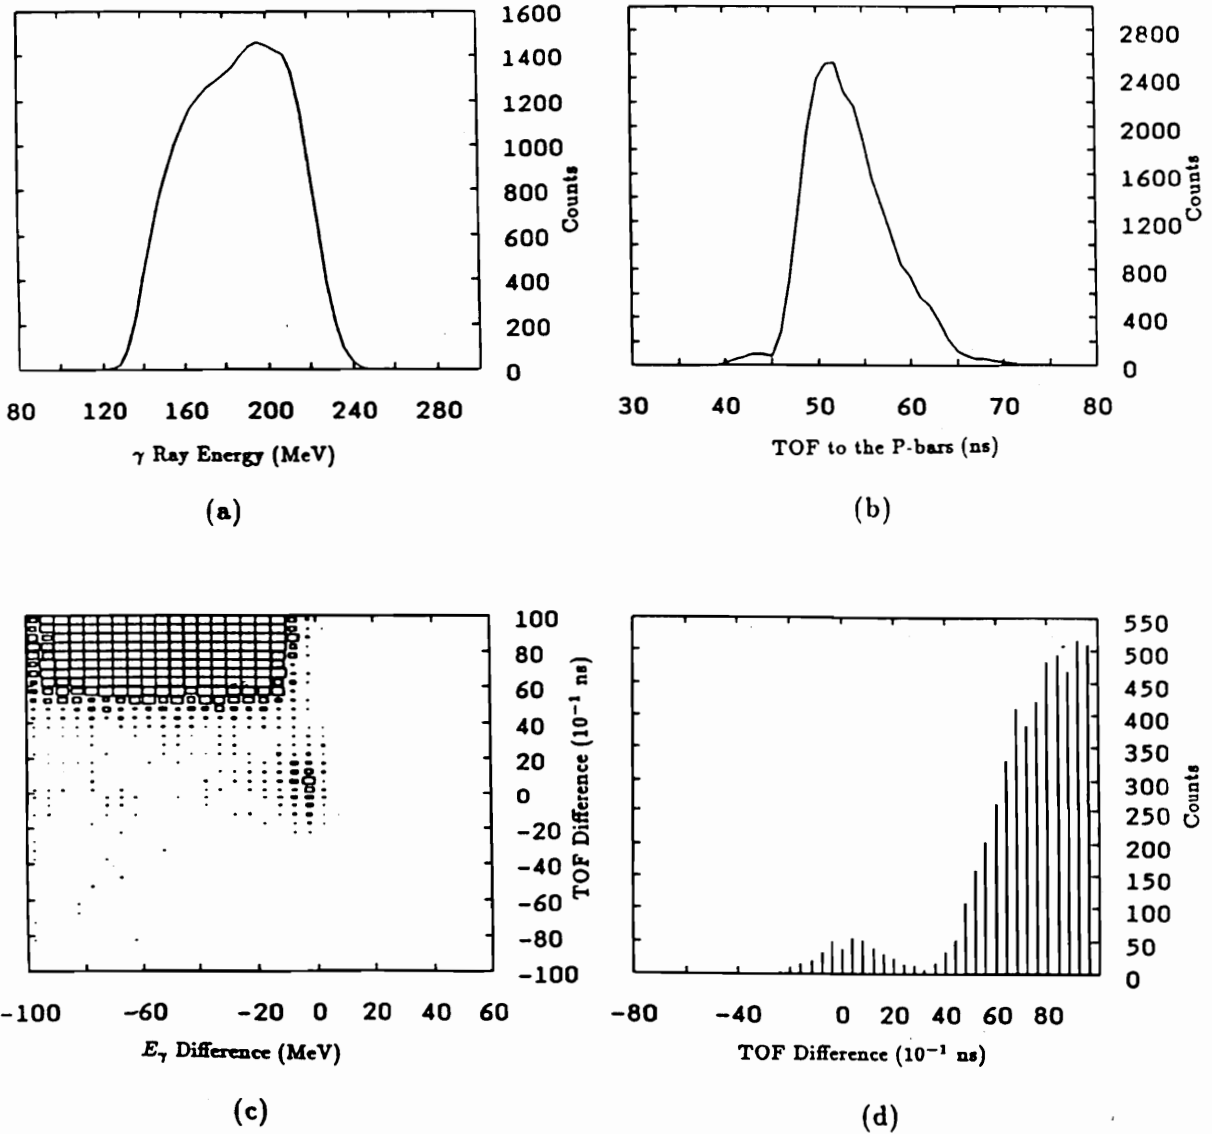 1600
1400
1200
1000
800
600
400
200
0
Counts
80 120 160 200 240 280
γ Ray Energy (MeV)
(a)
2800
2400
2000
1600
1200
800
400
0
Counts
30 40 50 60 70 80
TOF to the P-bars (ns)
(b)
100
80
60
40
20
0
-20
-40
-60
-80
-100
TOF Difference (10⁻¹ ns)
-100 -60 -20 0 20 40 60
Eγ Difference (MeV)
(c)
550
500
450
400
350
300
250
200
150
100
50
0
Counts
-80 -40 0 20 40 60 80
TOF Difference (10⁻¹ ns)
(d)